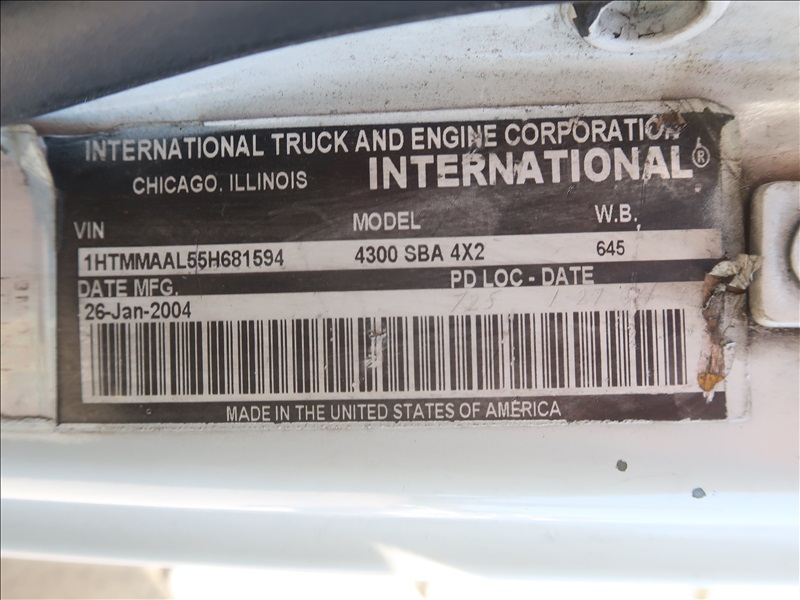 INTERNATIONAL TRUCK AND ENGINE CORPORATION
CHICAGO, ILLINOIS INTERNATIONAL®
VIN MODEL W.B.
1HTMMAAL55H681594 4300 SBA 4X2 645
DATE MFG. PD LOC - DATE
26-Jan-2004
MADE IN THE UNITED STATES OF AMERICA